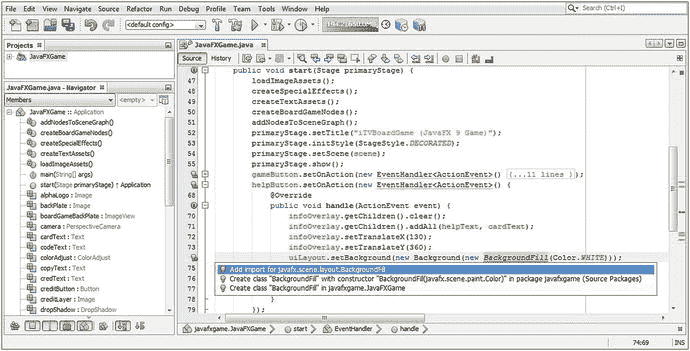 File Edit View Navigate Source Refactor Run Debug Profile Team Tools Window Help
Search (Ctrl+I)
<default config>
Projects
JavaFXGame
JavaFXGame.java - Navigator
Members
<empty>
JavaFXGame :: Application
addNodesToSceneGraph()
createBoardGameNodes()
createSpecialEffects()
createTextAssets()
loadImageAssets()
main(String[] args)
start(Stage primaryStage) : Application
alphaLogo : Image
backPlate : Image
boardGameBackPlate : ImageView
camera : PerspectiveCamera
cardText : Text
codeText : Text
colorAdjust : ColorAdjust
copyText : Text
credText : Text
creditButton : Button
creditLayer : Image
dropShadow : DropShadow
JavaFXGame.java
Source History
public void start(Stage primaryStage) {
47 loadImageAssets();
48 createSpecialEffects();
49 createTextAssets();
50 createBoardGameNodes();
51 addNodesToSceneGraph();
52 primaryStage.setTitle("iTVBoardGame (JavaFX 9 Game)");
53 primaryStage.initStyle(StageStyle.DECORATED);
54 primaryStage.setScene(scene);
55 primaryStage.show();
gameButton.setOnAction(new EventHandler<ActionEvent>() {...11 lines }
helpButton.setOnAction(new EventHandler<ActionEvent>() {
68 @Override
public void handle(ActionEvent event) {
70 infoOverlay.getChildren().clear();
71 infoOverlay.getChildren().addAll(helpText, cardText);
72 infoOverlay.setTranslateX(130);
73 infoOverlay.setTranslateY(360);
uiLayout.setBackground(new Background(new BackgroundFill(Color.WHITE)));
75
Add import for javafx.scene.layout.BackgroundFill
76
Create class "BackgroundFill" with constructor "BackgroundFill(javafx.scene.paint.Color)" in package javafxgame (Source Packages)
77
Create class "BackgroundFill" in javafxgame.JavaFXGame
78 }
79 });
javafxgame.JavaFXGame start EventHandler handle
74:69 INS